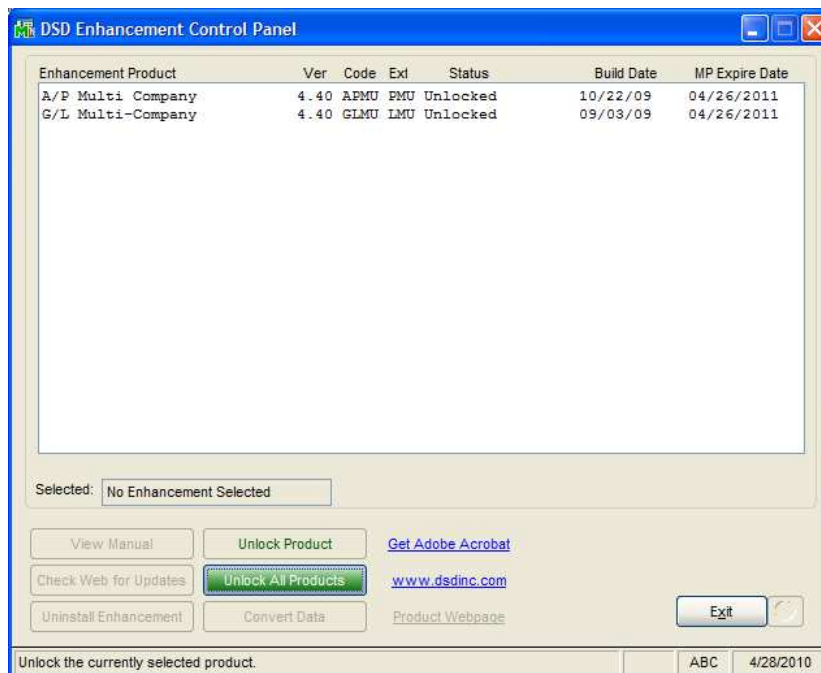 DSD Enhancement Control Panel
Enhancement Product Ver Code Ext Status Build Date MP Expire Date
A/P Multi Company 4.40 APMU PMU Unlocked 10/22/09 04/26/2011
G/L Multi-Company 4.40 GLMU LMU Unlocked 09/03/09 04/26/2011
Selected: No Enhancement Selected
View Manual Unlock Product Get Adobe Acrobat
Check Web for Updates Unlock All Products www.dsdinc.com
Uninstall Enhancement Convert Data Product Webpage Exit
Unlock the currently selected product. ABC 4/28/2010